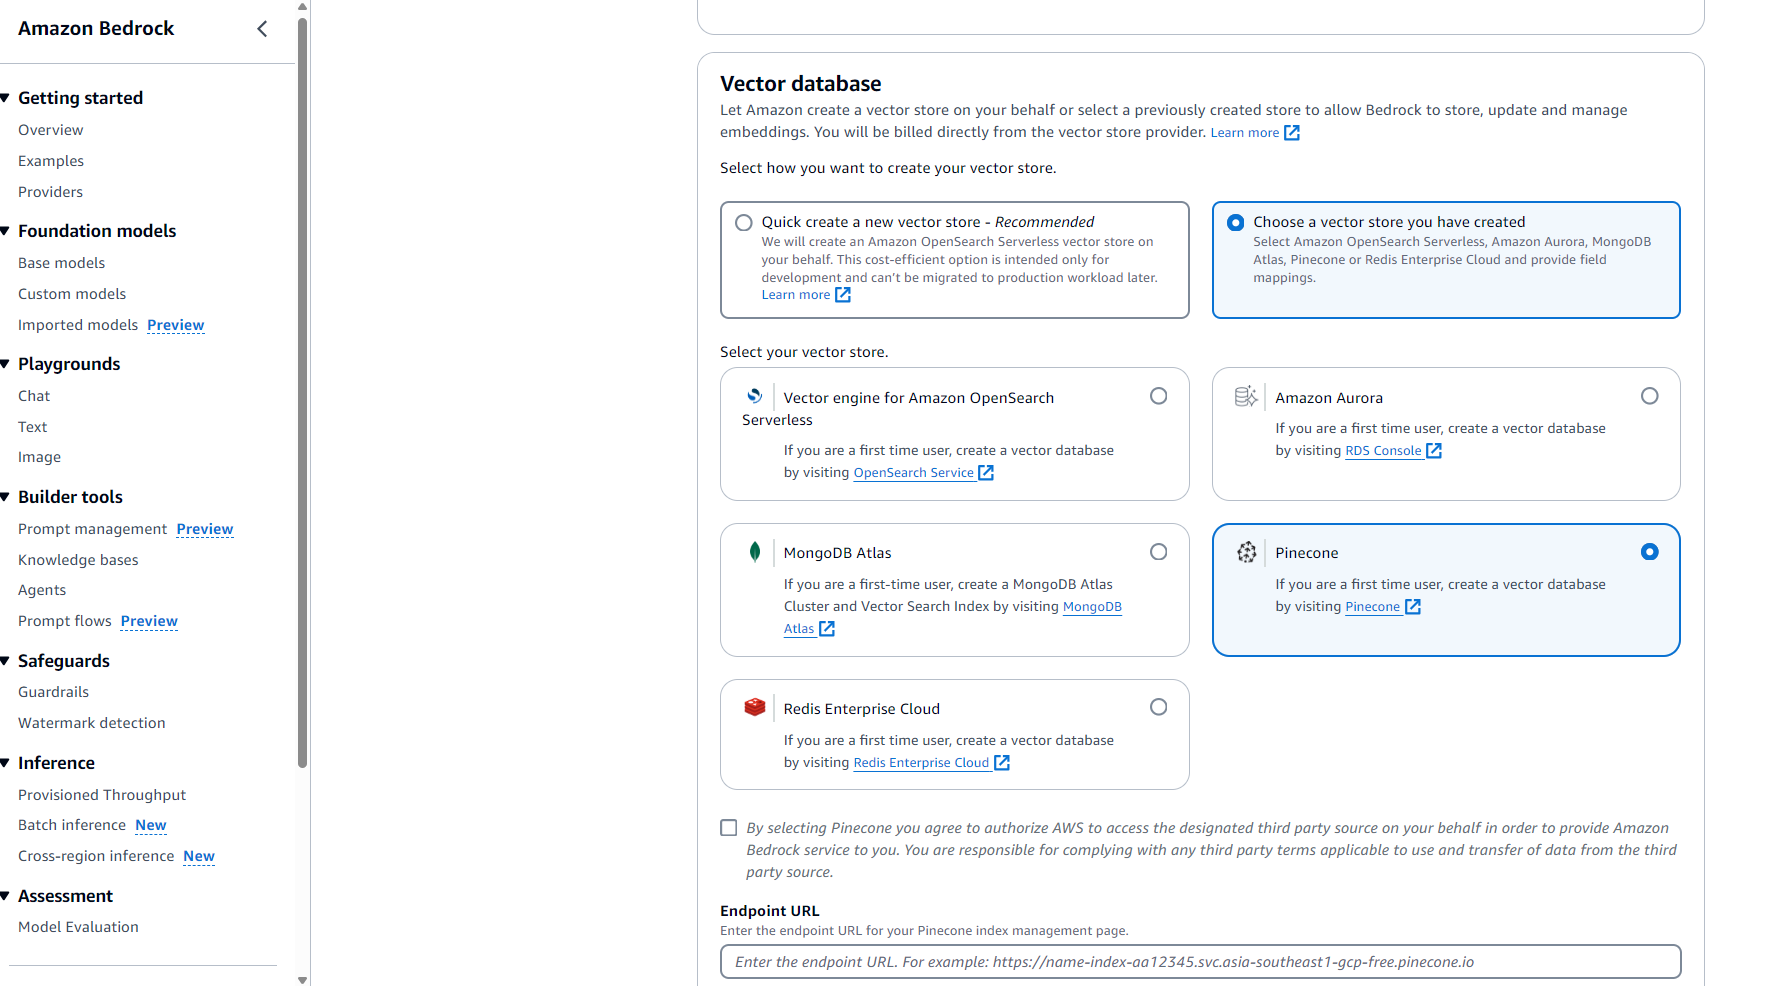 Amazon Bedrock
Getting started
Overview
Examples
Providers
Foundation models
Base models
Custom models
Imported models Preview
Playgrounds
Chat
Text
Image
Builder tools
Prompt management Preview
Knowledge bases
Agents
Prompt flows Preview
Safeguards
Guardrails
Watermark detection
Inference
Provisioned Throughput
Batch inference New
Cross-region inference New
Assessment
Model Evaluation
Vector database
Let Amazon create a vector store on your behalf or select a previously created store to allow Bedrock to store, update and manage
embeddings. You will be billed directly from the vector store provider. Learn more
Select how you want to create your vector store.
Quick create a new vector store - Recommended
We will create an Amazon OpenSearch Serverless vector store on
your behalf. This cost-efficient option is intended only for
development and can't be migrated to production workload later.
Learn more
Choose a vector store you have created
Select Amazon OpenSearch Serverless, Amazon Aurora, MongoDB
Atlas, Pinecone or Redis Enterprise Cloud and provide field
mappings.
Select your vector store.
Vector engine for Amazon OpenSearch
Serverless
If you are a first time user, create a vector database
by visiting OpenSearch Service
Amazon Aurora
If you are a first time user, create a vector database
by visiting RDS Console
MongoDB Atlas
If you are a first-time user, create a MongoDB Atlas
Cluster and Vector Search Index by visiting MongoDB
Atlas
Pinecone
If you are a first time user, create a vector database
by visiting Pinecone
Redis Enterprise Cloud
If you are a first time user, create a vector database
by visiting Redis Enterprise Cloud
By selecting Pinecone you agree to authorize AWS to access the designated third party source on your behalf in order to provide Amazon
Bedrock service to you. You are responsible for complying with any third party terms applicable to use and transfer of data from the third
party source.
Endpoint URL
Enter the endpoint URL for your Pinecone index management page.
Enter the endpoint URL. For example: https://name-index-aa12345.svc.asia-southeast1-gcp-free.pinecone.io